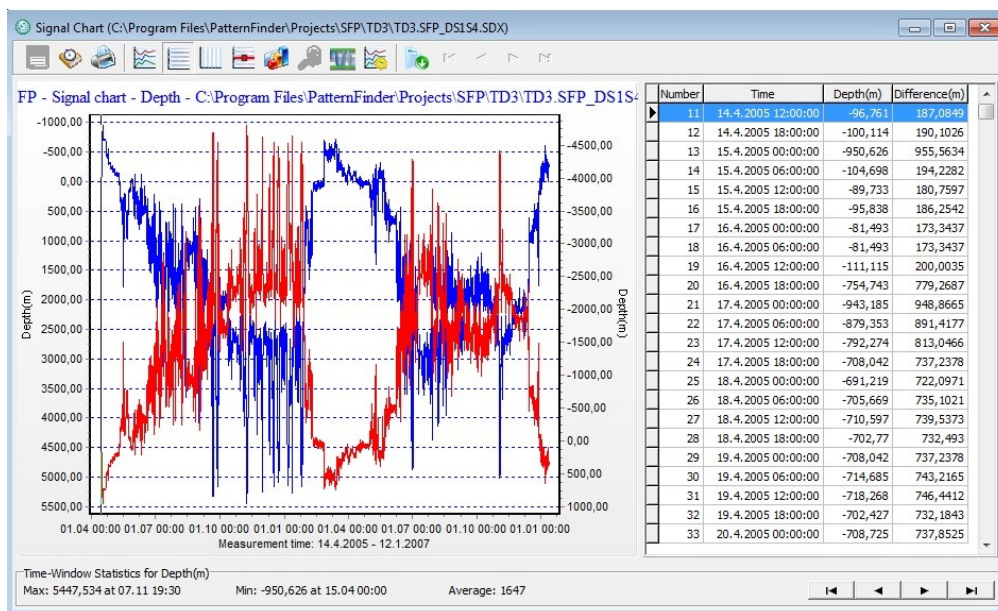 Signal Chart (C:\Program Files\PatternFinder\Projects\SFP\TD3\TD3.SFP_DS1S4.SDX)
FP - Signal chart - Depth - C:\Program Files\PatternFinder\Projects\SFP\TD3\TD3.SFP_DS1S4
-1000,00
-500,00
0,00
500,00
1000,00
1500,00
2000,00
2500,00
3000,00
3500,00
4000,00
4500,00
5000,00
5500,00
Depth(m)
-4500,00
-4000,00
-3500,00
-3000,00
-2500,00
-2000,00
-1500,00
-1000,00
-500,00
0,00
500,00
1000,00
Depth(m)
01.04 00:00 01.07 00:00 01.10 00:00 01.01 00:00 01.04 00:00 01.07 00:00 01.10 00:00 01.01 00:00
Measurement time: 14.4.2005 - 12.1.2007
Number Time Depth(m) Difference(m)
11 14.4.2005 12:00:00 -96,761 187,0849
12 14.4.2005 18:00:00 -100,114 190,1026
13 15.4.2005 00:00:00 -950,626 955,5634
14 15.4.2005 06:00:00 -104,698 194,2282
15 15.4.2005 12:00:00 -89,733 180,7597
16 15.4.2005 18:00:00 -95,838 186,2542
17 16.4.2005 00:00:00 -81,493 173,3437
18 16.4.2005 06:00:00 -81,493 173,3437
19 16.4.2005 12:00:00 -111,115 200,0035
20 16.4.2005 18:00:00 -754,743 779,2687
21 17.4.2005 00:00:00 -943,185 948,8665
22 17.4.2005 06:00:00 -879,353 891,4177
23 17.4.2005 12:00:00 -792,274 813,0466
24 17.4.2005 18:00:00 -708,042 737,2378
25 18.4.2005 00:00:00 -691,219 722,0971
26 18.4.2005 06:00:00 -705,669 735,1021
27 18.4.2005 12:00:00 -710,597 739,5373
28 18.4.2005 18:00:00 -702,77 732,493
29 19.4.2005 00:00:00 -708,042 737,2378
30 19.4.2005 06:00:00 -714,685 743,2165
31 19.4.2005 12:00:00 -718,268 746,4412
32 19.4.2005 18:00:00 -702,427 732,1843
33 20.4.2005 00:00:00 -708,725 737,8525
Time-Window Statistics for Depth(m)
Max: 5447,534 at 07.11 19:30 Min: -950,626 at 15.04 00:00 Average: 1647